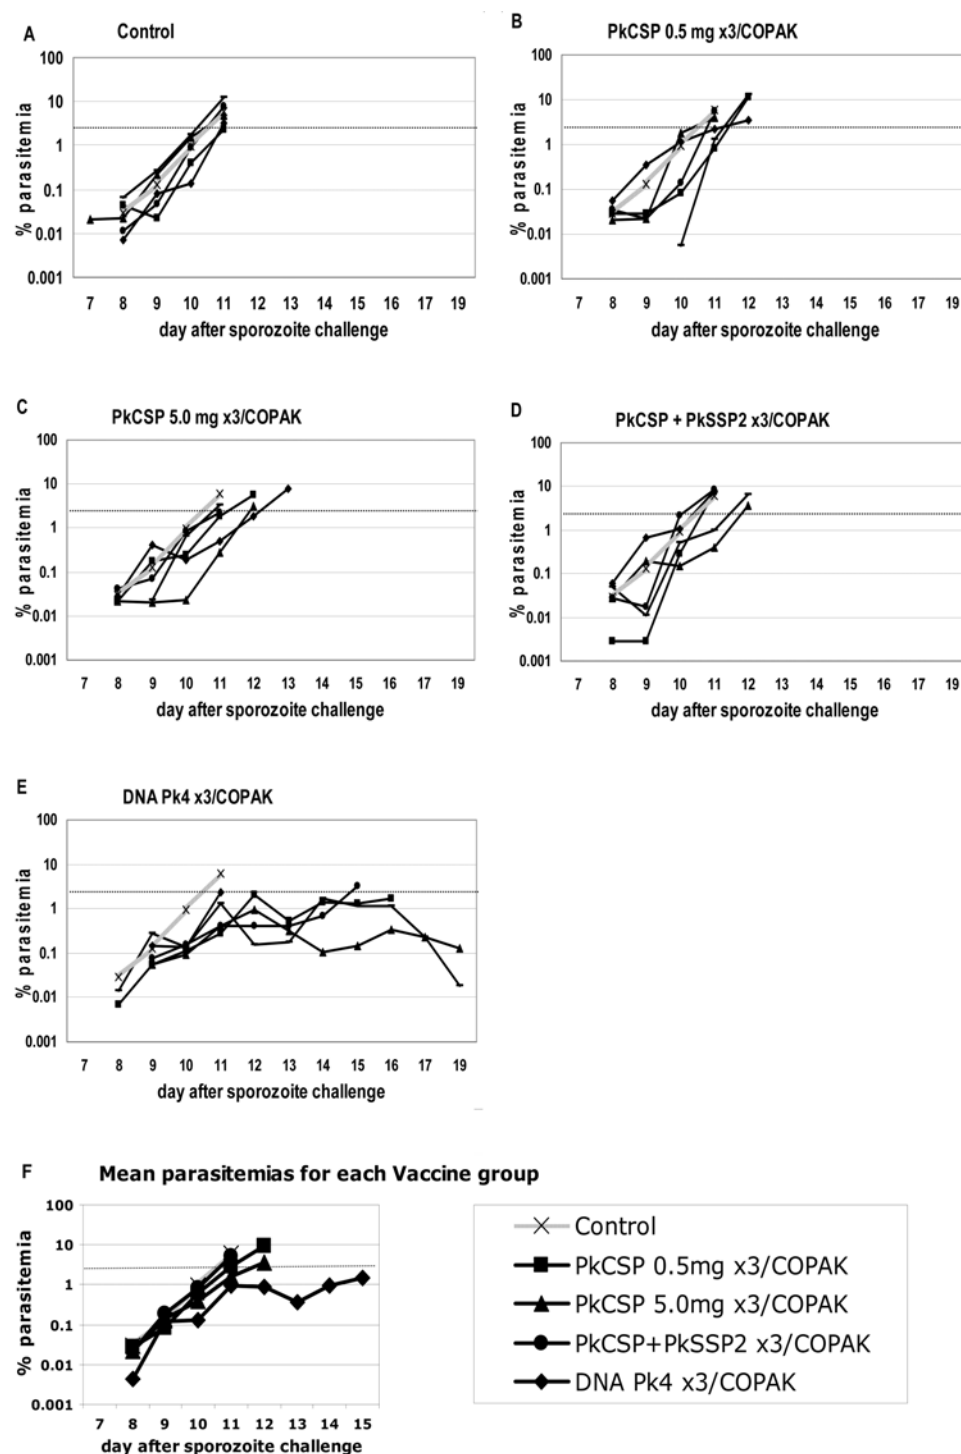 A
Control
100
10
1
0.1
0.01
0.001
% parasitemia
7 8 9 10 11 12 13 14 15 16 17 19
day after sporozoite challenge
B
PkCSP 0.5 mg x3/COPAK
100
10
1
0.1
0.01
0.001
% parasitemia
7 8 9 10 11 12 13 14 15 16 17 19
day after sporozoite challenge
C
PkCSP 5.0 mg x3/COPAK
100
10
1
0.1
0.01
0.001
% parasitemia
7 8 9 10 11 12 13 14 15 16 17 19
day after sporozoite challenge
D
PkCSP + PkSSP2 x3/COPAK
100
10
1
0.1
0.01
0.001
% parasitemia
7 8 9 10 11 12 13 14 15 16 17 19
day after sporozoite challenge
E
DNA Pk4 x3/COPAK
100
10
1
0.1
0.01
0.001
% parasitemia
7 8 9 10 11 12 13 14 15 16 17 19
day after sporozoite challenge
F
Mean parasitemias for each Vaccine group
100
10
1
0.1
0.01
0.001
% parasitemia
7 8 9 10 11 12 13 14 15
day after sporozoite challenge
Control
PkCSP 0.5mg x3/COPAK
PkCSP 5.0mg x3/COPAK
PkCSP+PkSSP2 x3/COPAK
DNA Pk4 x3/COPAK